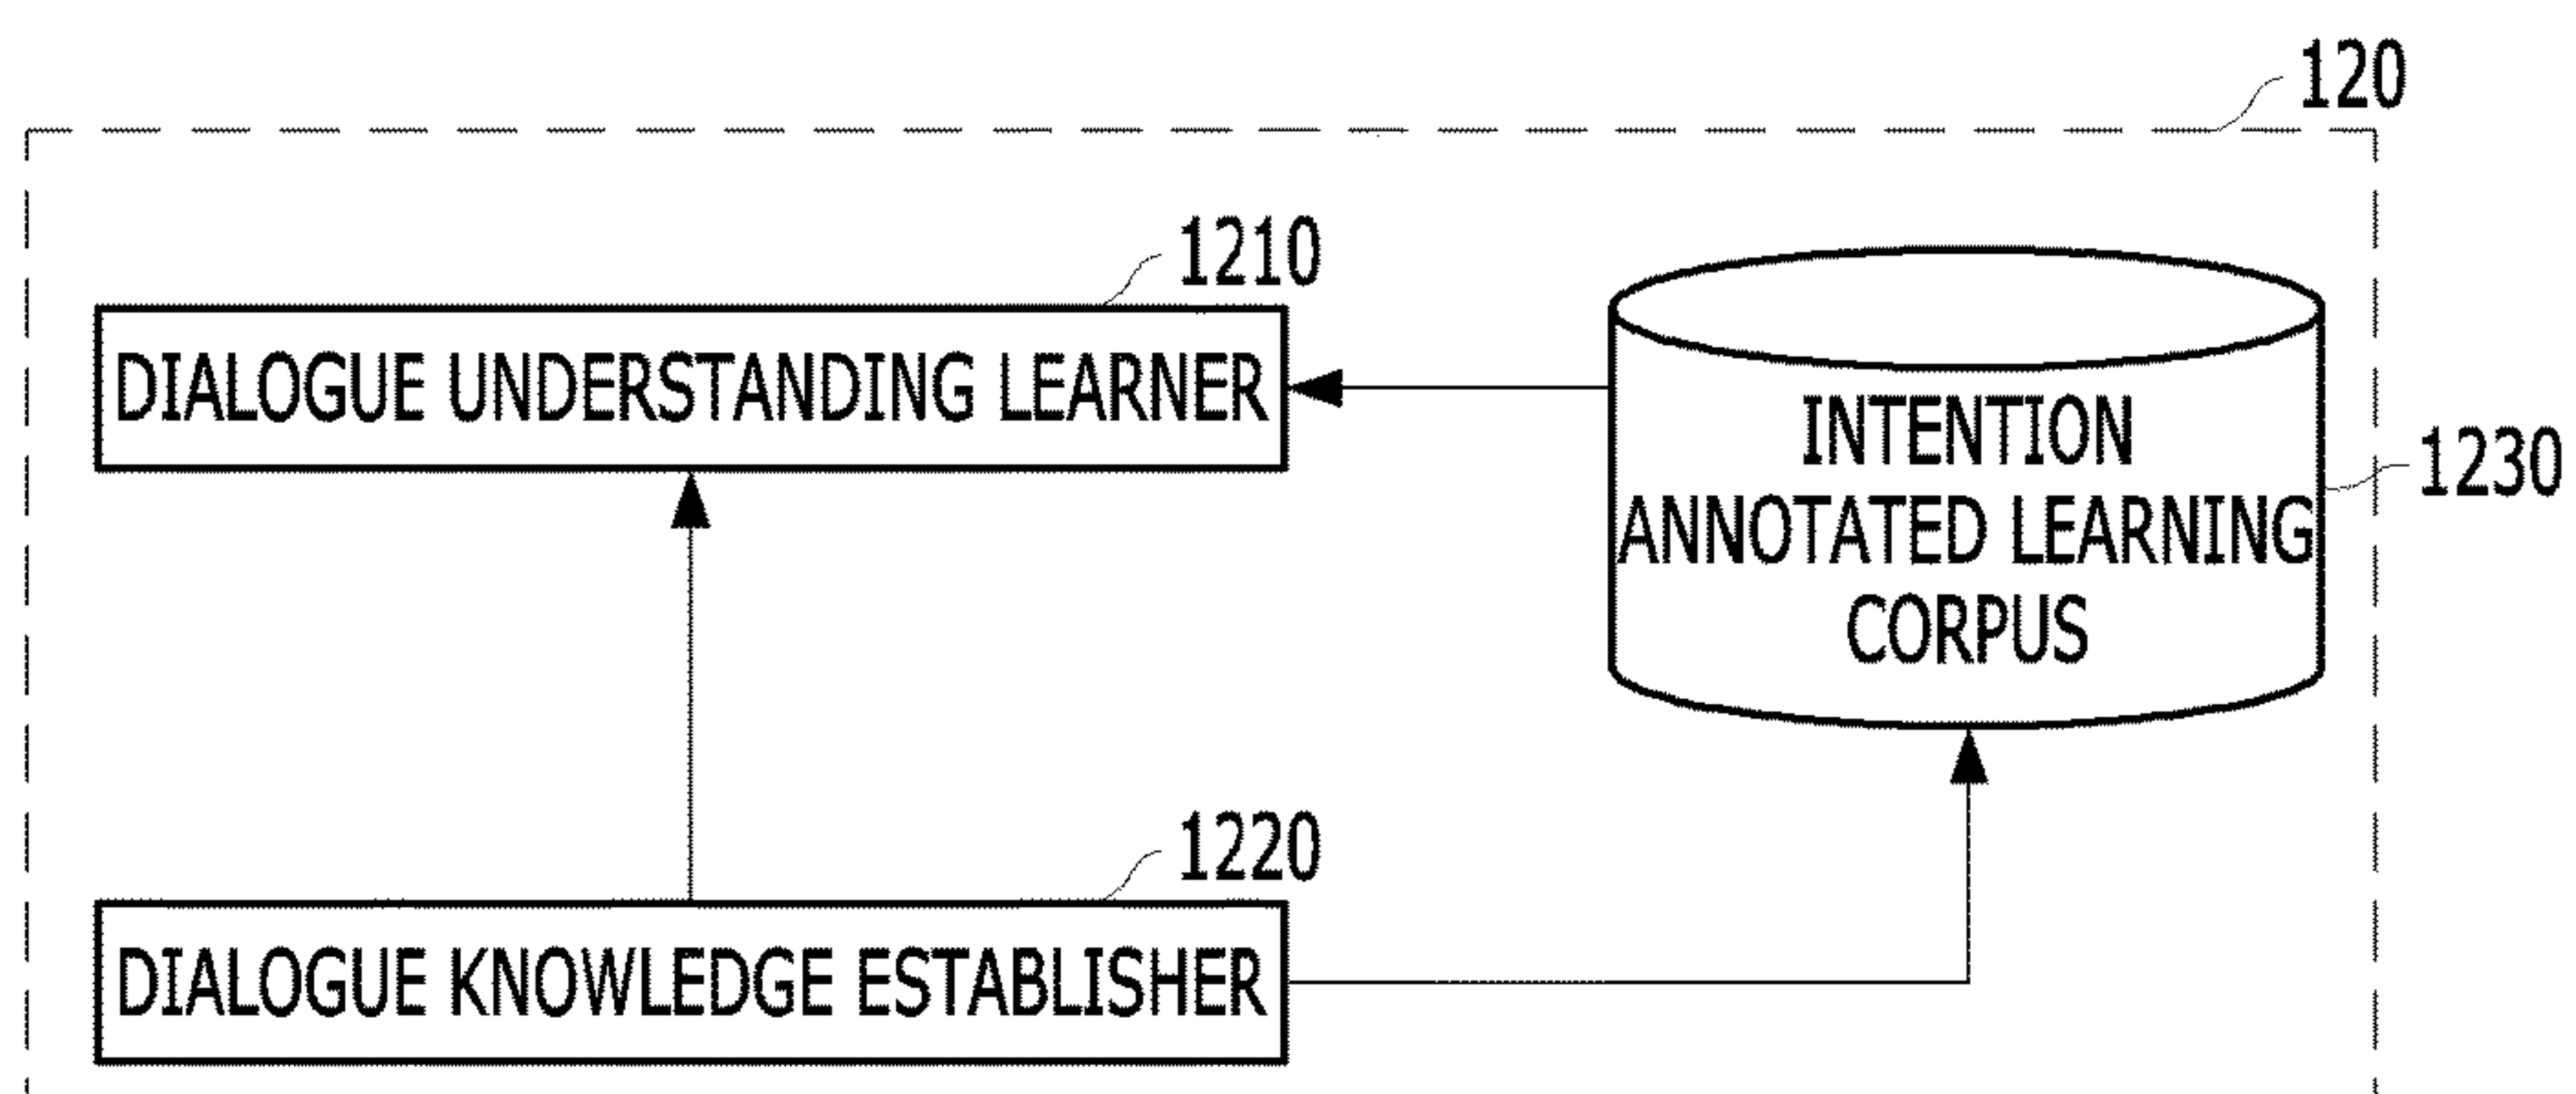 120
1210
DIALOGUE UNDERSTANDING LEARNER
INTENTION
ANNOTATED LEARNING
CORPUS
1230
1220
DIALOGUE KNOWLEDGE ESTABLISHER